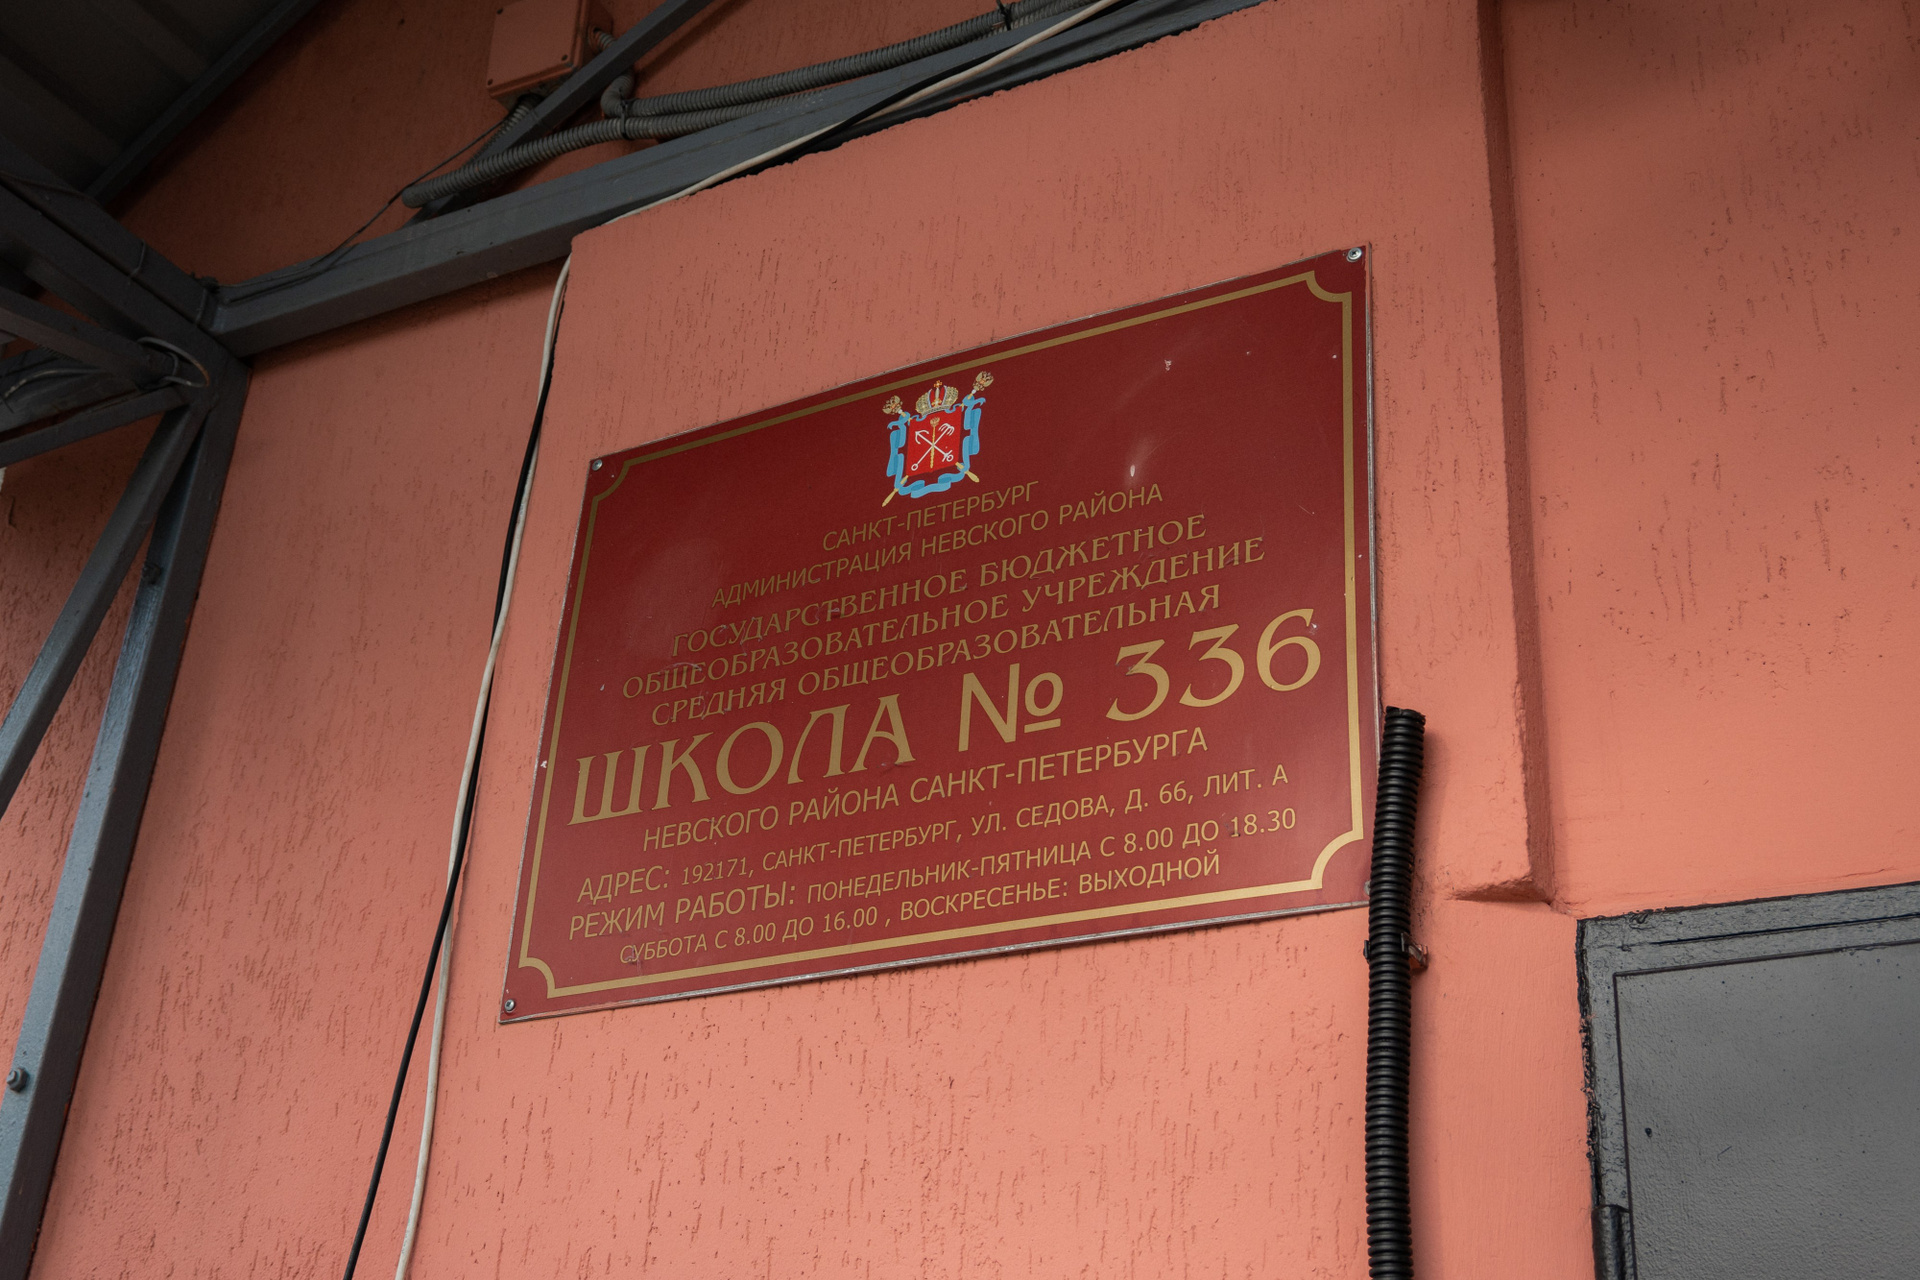 САНКТ-ПЕТЕРБУРГ
АДМИНИСТРАЦИЯ НЕВСКОГО РАЙОНА
ГОСУДАРСТВЕННОЕ БЮДЖЕТНОЕ
ОБЩЕОБРАЗОВАТЕЛЬНОЕ УЧРЕЖДЕНИЕ
СРЕДНЯЯ ОБЩЕОБРАЗОВАТЕЛЬНАЯ
ШКОЛА № 336
НЕВСКОГО РАЙОНА САНКТ-ПЕТЕРБУРГА
АДРЕС: 192171, САНКТ-ПЕТЕРБУРГ, УЛ. СЕДОВА, Д. 66, ЛИТ. А
РЕЖИМ РАБОТЫ: ПОНЕДЕЛЬНИК-ПЯТНИЦА С 8.00 ДО 18.30
СУББОТА С 8.00 ДО 16.00 , ВОСКРЕСЕНЬЕ: ВЫХОДНОЙ